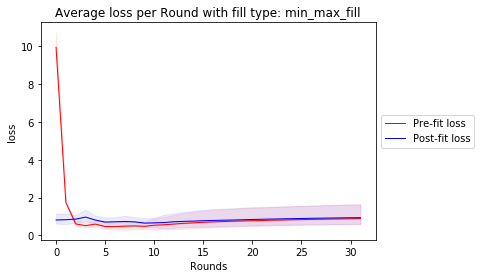 Average loss per Round with fill type: min_max_fill
loss
10
8
6
4
2
0
0
5
10
15
20
25
30
Rounds
Pre-fit loss
Post-fit loss